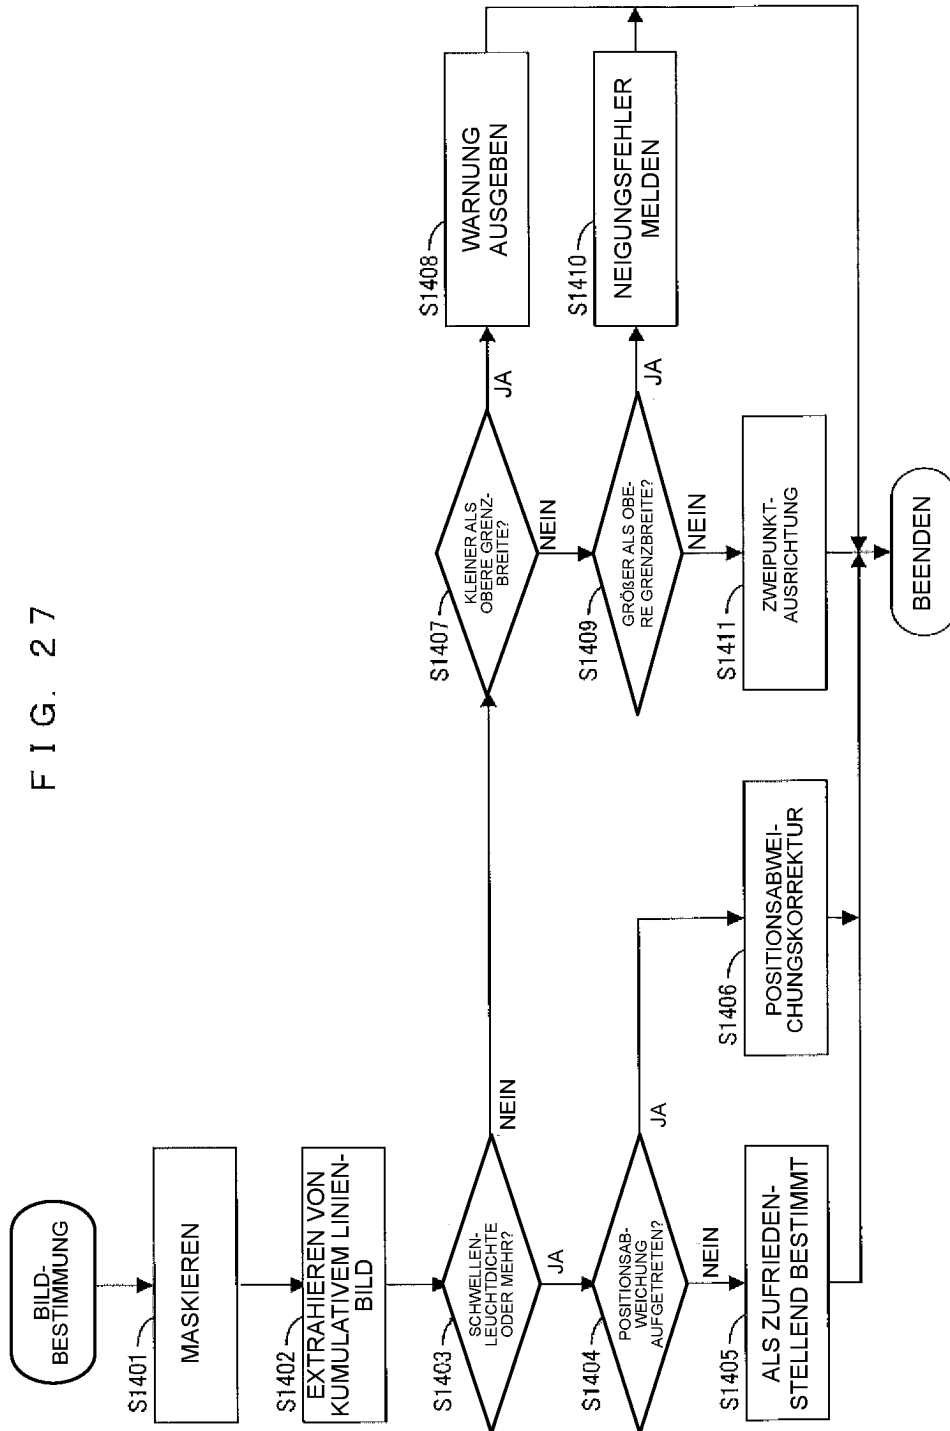 FIG. 27
BILD-
BESTIMMUNG
S1401
MASKIEREN
S1402
EXTRAHIEREN VON
KUMULATIVEM LINIEN-
BILD
S1403
SCHWELLEN-
LEUCHTDICHTE
ODER MEHR?
NEIN
JA
S1404
POSITIONSAB-
WEICHUNG
AUFGETRETEN?
JA
NEIN
S1405
ALS ZUFRIEDEN-
STELLEND BESTIMMT
S1406
POSITIONSABWEI-
CHUNGSKORREKTUR
S1407
KLEINER ALS
OBERE GRENZ-
BREITE?
JA
NEIN
S1408
WARNUNG
AUSGEBEN
S1409
GRÖßER ALS OBE-
RE GRENZBREITE?
JA
NEIN
S1410
NEIGUNGSFEHLER
MELDEN
S1411
ZWEIPUNKT-
AUSRICHTUNG
BEENDEN